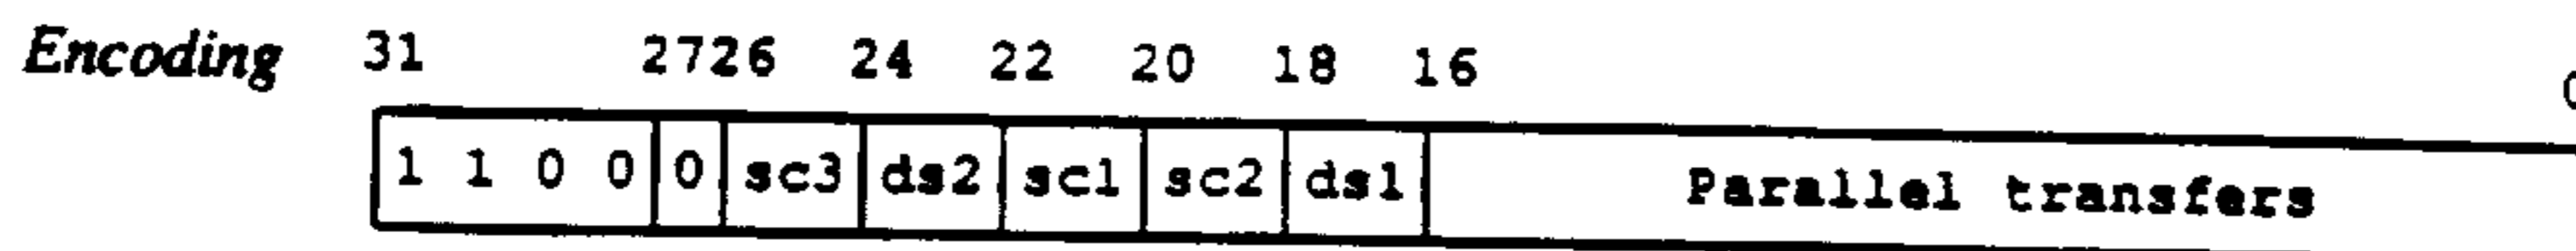 Encoding 31 2726 24 22 20 18 16 0
1 1 0 0 0 sc3 ds2 sc1 sc2 ds1 Parallel transfers